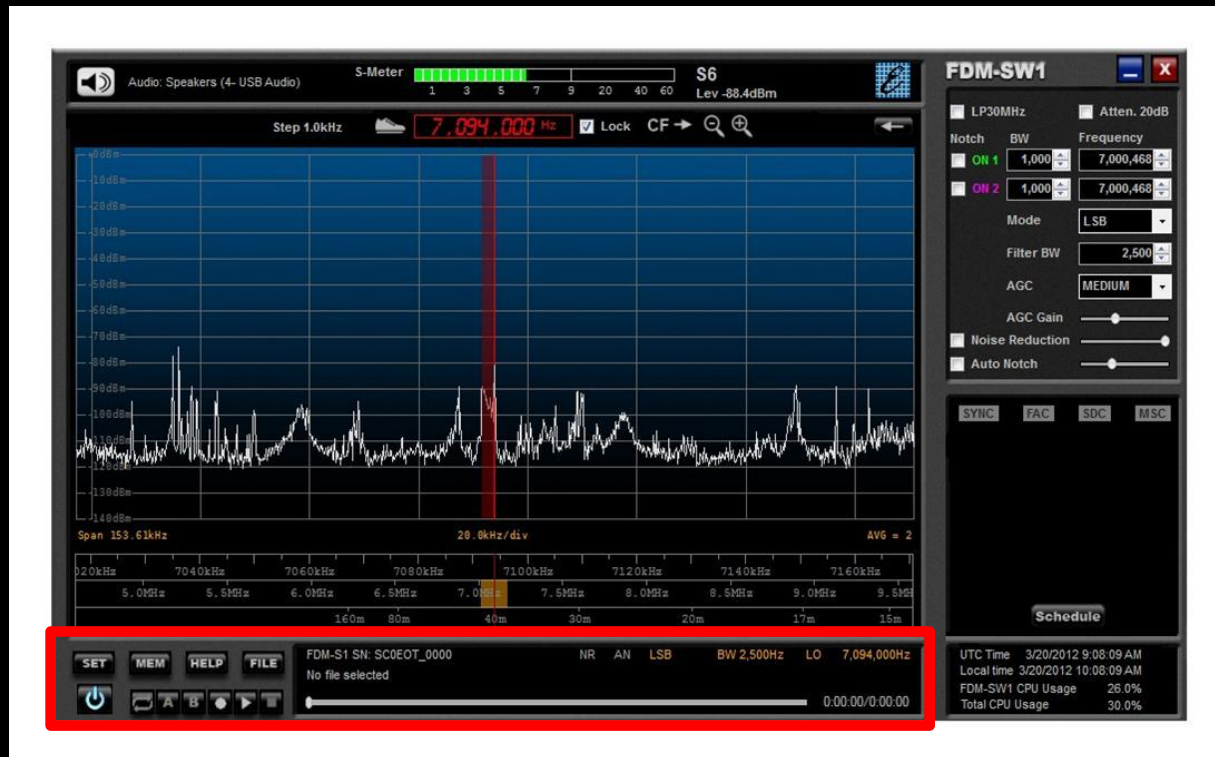 Audio: Speakers (4- USB Audio)
S-Meter
1 3 5 7 9 20 40 60
S6
Lev -88.4dBm
Step 1.0kHz
7.094.000 Hz
Lock
CF
0dBm
-10dBm
-20dBm
-30dBm
-40dBm
-50dBm
-60dBm
-70dBm
-80dBm
-90dBm
-100dBm
-110dBm
-120dBm
-130dBm
-140dBm
Span 153.61kHz
20.0kHz/div
AVG = 2
020kHz 7040kHz 7060kHz 7080kHz 7100kHz 7120kHz 7140kHz 7160kHz
5.0MHz 5.5MHz 6.0MHz 6.5MHz 7.0MHz 7.5MHz 8.0MHz 8.5MHz 9.0MHz 9.5MH
160m 80m 40m 30m 20m 17m 15m
SET MEM HELP FILE
A B
FDM-S1 SN: SC0EOT_0000
NR AN LSB BW 2,500Hz LO 7,094,000Hz
No file selected
0:00:00/0:00:00
FDM-SW1
X
LP30MHz
Atten. 20dB
Notch BW Frequency
ON 1 1,000 7,000,468
ON 2 1,000 7,000,468
Mode LSB
Filter BW 2,500
AGC MEDIUM
AGC Gain
Noise Reduction
Auto Notch
SYNC FAC SDC MSC
Schedule
UTC Time 3/20/2012 9:08:09 AM
Local time 3/20/2012 10:08:09 AM
FDM-SW1 CPU Usage 26.0%
Total CPU Usage 30.0%